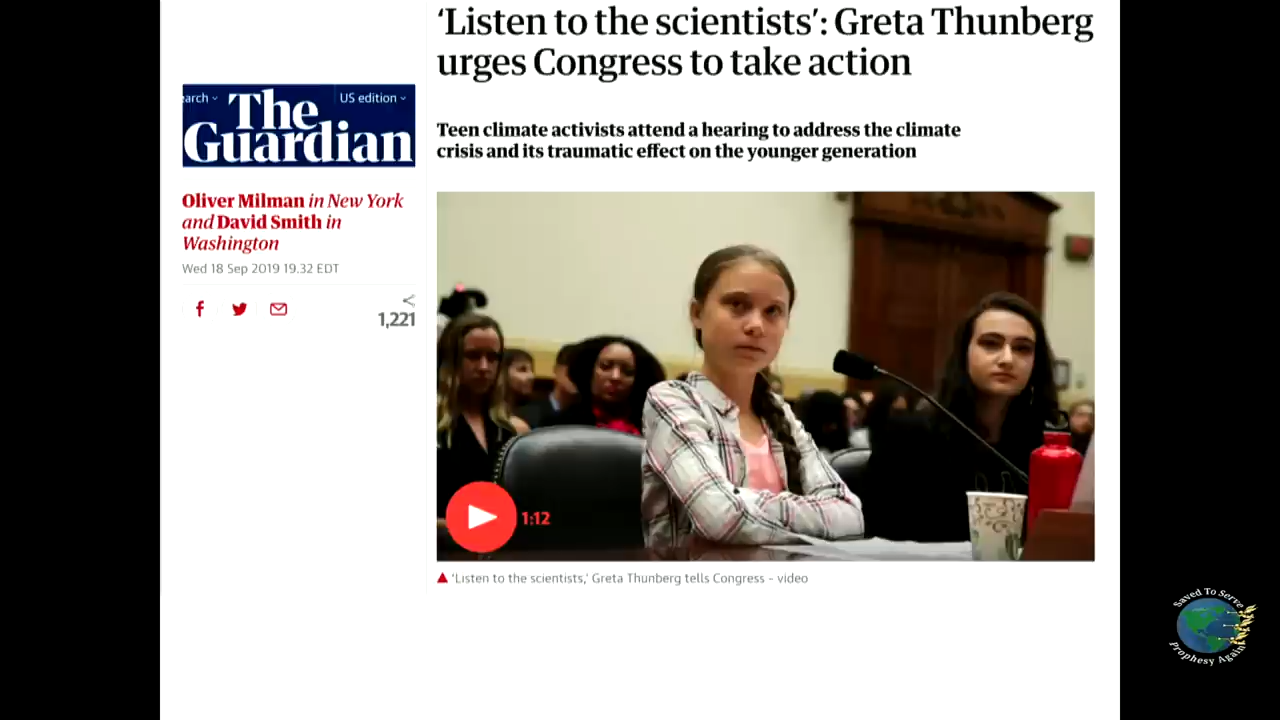 ‘Listen to the scientists’: Greta Thunberg
urges Congress to take action
Teen climate activists attend a hearing to address the climate
crisis and its traumatic effect on the younger generation
earch
US edition
The
Guardian
Oliver Milman in New York
and David Smith in
Washington
Wed 18 Sep 2019 19.32 EDT
1,221
1:12
‘Listen to the scientists,’ Greta Thunberg tells Congress - video
Saved To Serve
Prophesy Again